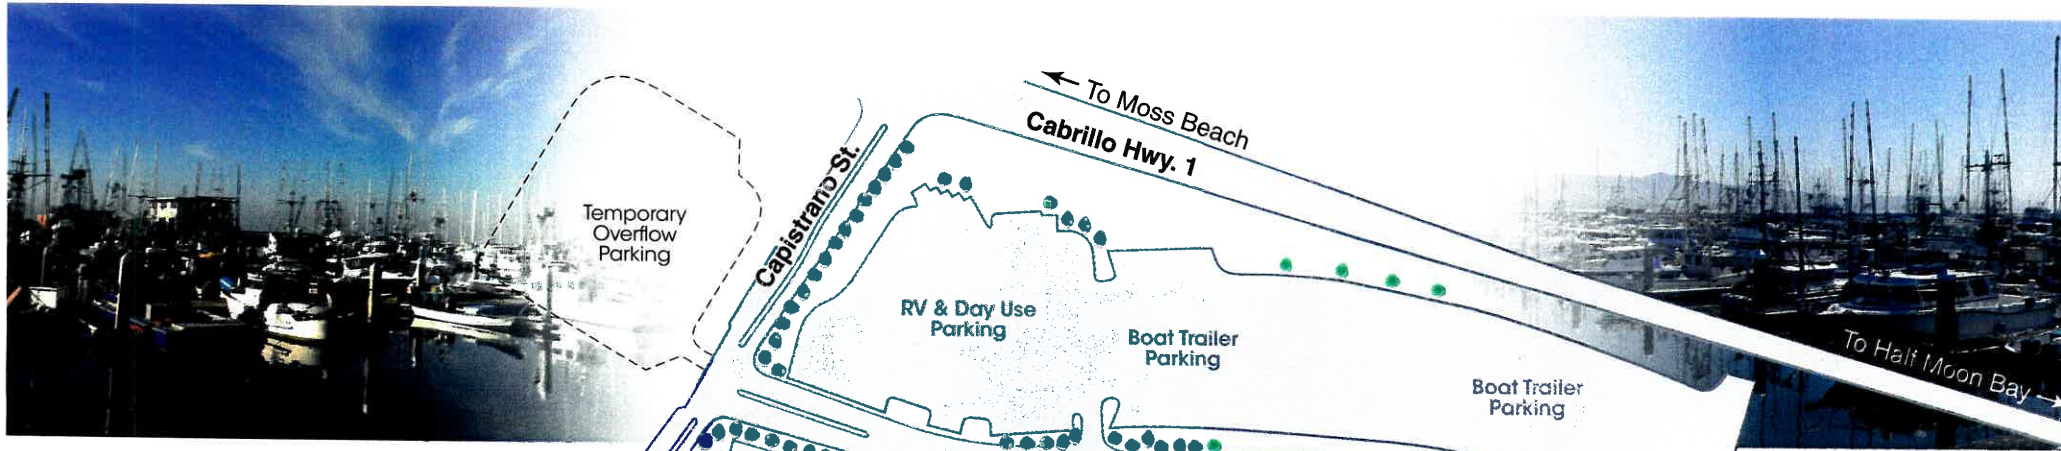 To Moss Beach
Cabrillo Hwy. 1
Capistrano St.
Temporary
Overflow
Parking
RV & Day Use
Parking
Boat Trailer
Parking
Boat Trailer
Parking
To Half Moon Bay